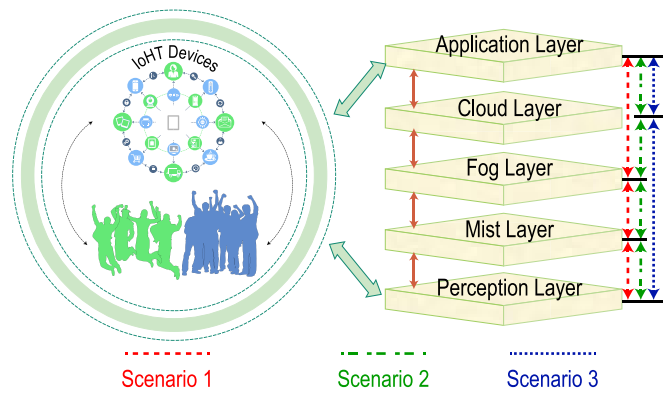 IoHT Devices
Application Layer
Cloud Layer
Fog Layer
Mist Layer
Perception Layer
Scenario 1
Scenario 2
Scenario 3